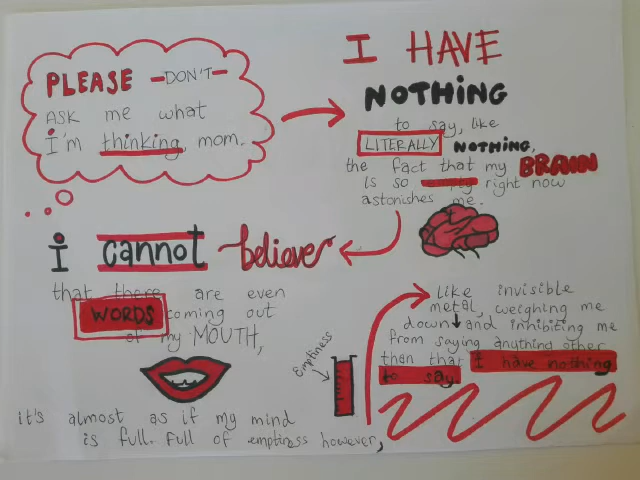 PLEASE -DON'T-
ASK me what
I'm thinking, mom.
I HAVE
NOTHING
to say, like
LITERALLY NOTHING,
the fact that my BRAIN
is so empty right now
astonishes me.
i cannot believer
that there are even
WORDS coming out
of my MOUTH,
it's almost as if my mind
is full. Full of emptiness however,
Emptiness
like invisible
metal, weighing me
down and inhibiting me
from saying anything other
than that I have nothing
to say.